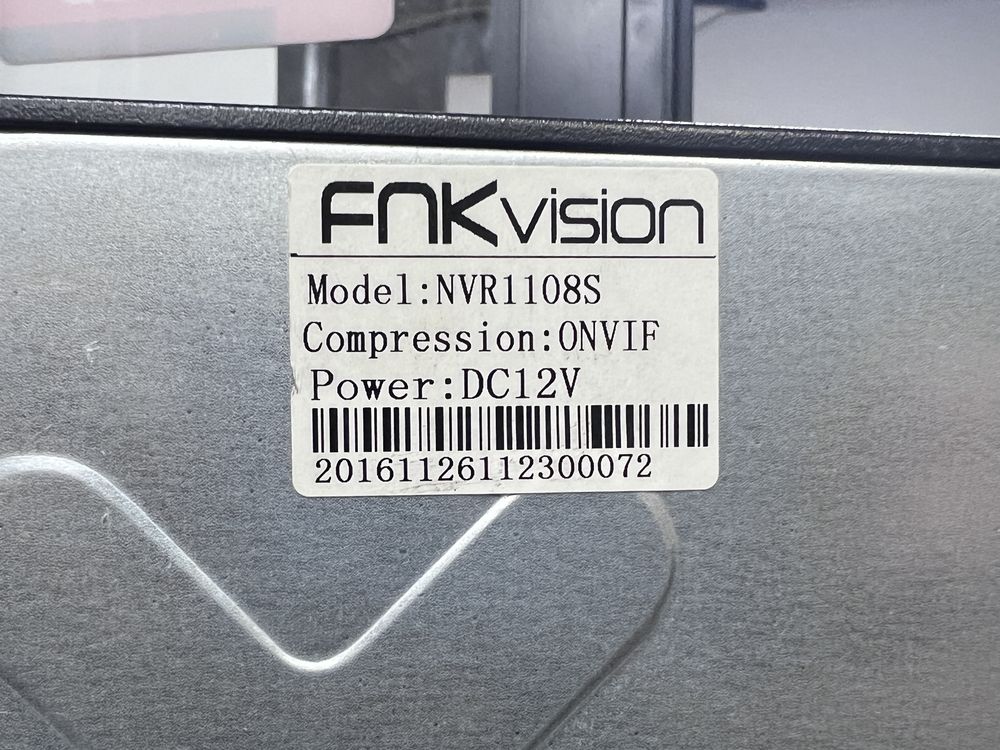 FNKvision
Model:NVR1108S
Compression:ONVIF
Power:DC12V
20161126112300072